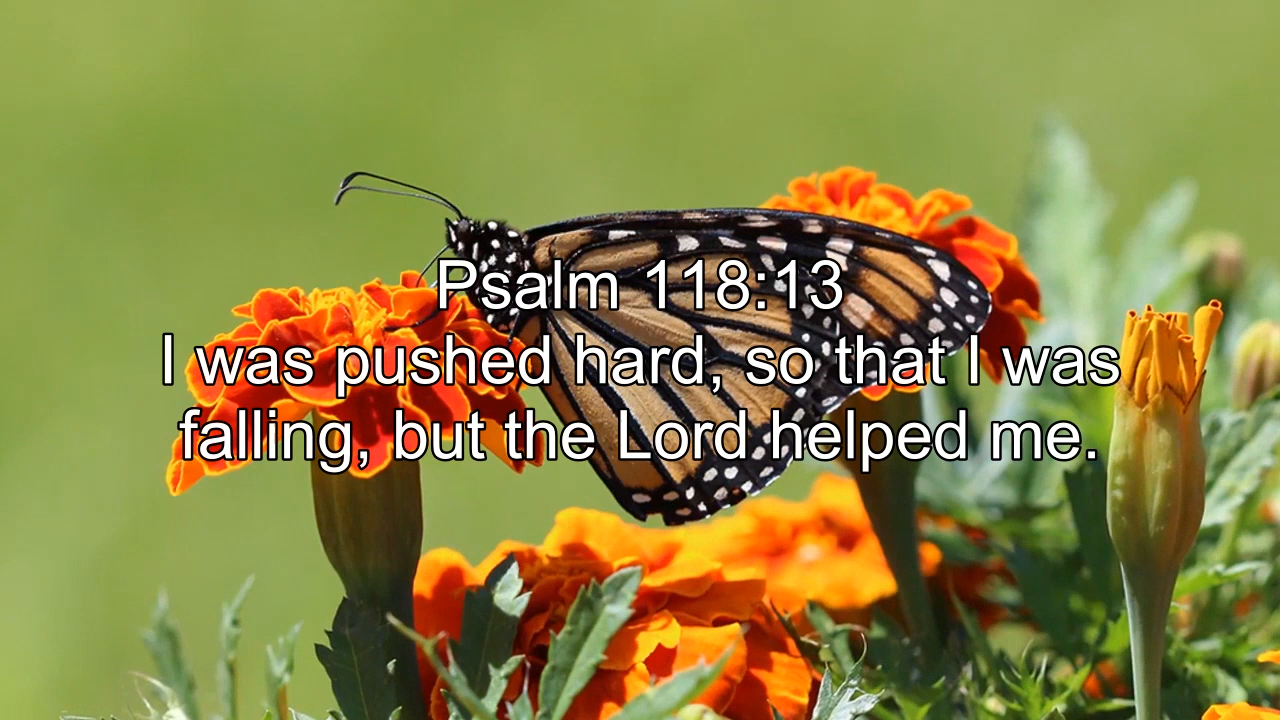 Psalm 118:13
I was pushed hard, so that I was
falling, but the Lord helped me.